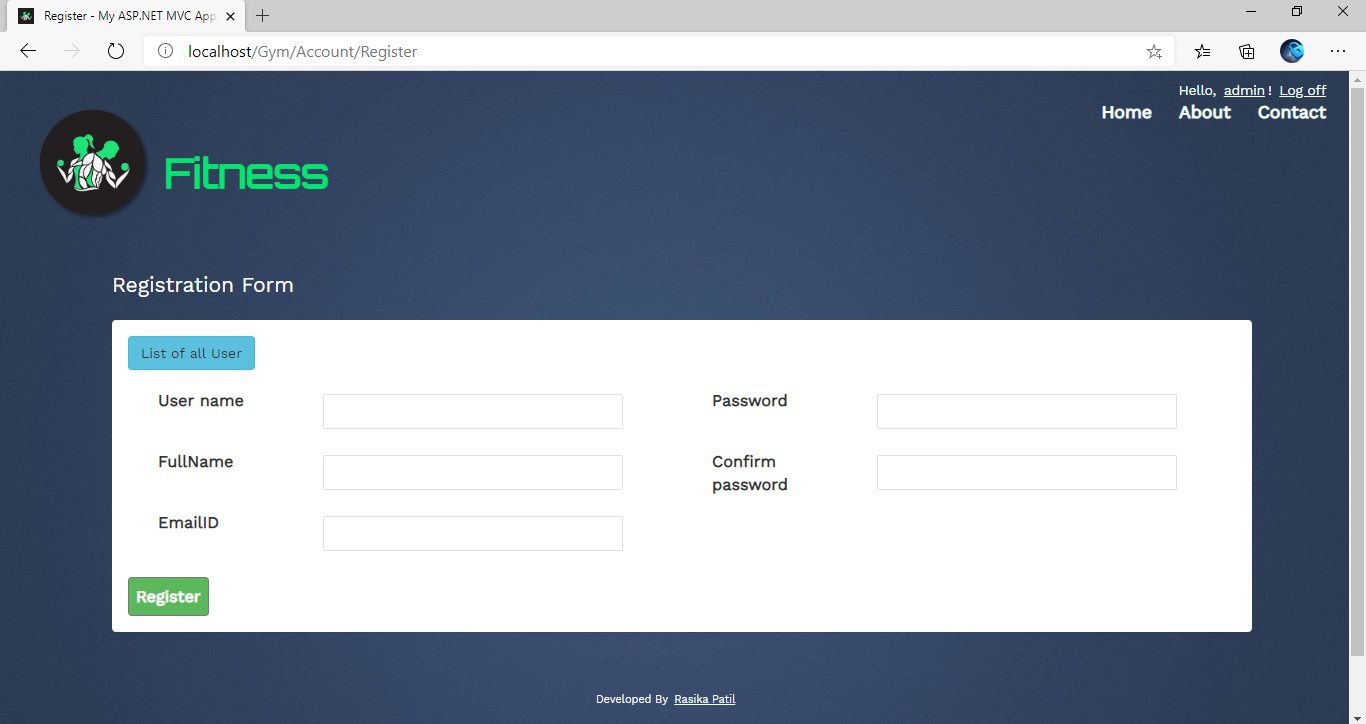 Register - My ASP.NET MVC App
localhost/Gym/Account/Register
Hello, admin ! Log off
Home About Contact
Fitness
Registration Form
List of all User
User name
Password
FullName
Confirm
password
EmailID
Register
Developed By Rasika Patil